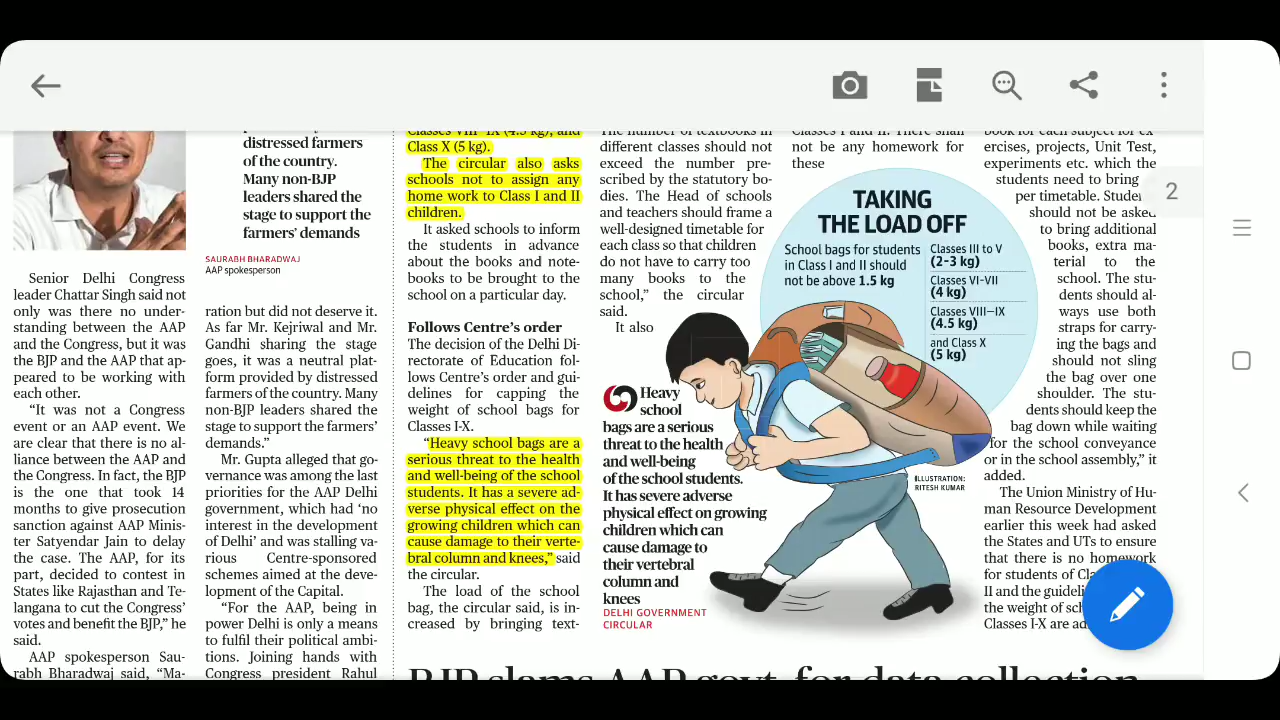 2
distressed farmers
of the country.
Many non-BJP
leaders shared the
stage to support the
farmers' demands
SAURABH BHARADWAJ
AAP spokesperson
Senior Delhi Congress
leader Chattar Singh said not
only was there no under-
standing between the AAP
and the Congress, but it was
the BJP and the AAP that ap-
peared to be working with
each other.
"It was not a Congress
event or an AAP event. We
are clear that there is no al-
liance between the AAP and
the Congress. In fact, the BJP
is the one that took 14
months to give prosecution
sanction against AAP Minis-
ter Satyendar Jain to delay
the case. The AAP, for its
part, decided to contest in
States like Rajasthan and Te-
langana to cut the Congress'
votes and benefit the BJP," he
said.
AAP spokesperson Sau-
rabh Bharadwaj said, "Ma-
ration but did not deserve it.
As far Mr. Kejriwal and Mr.
Gandhi sharing the stage
goes, it was a neutral plat-
form provided by distressed
farmers of the country. Many
non-BJP leaders shared the
stage to support the farmers'
demands."
Mr. Gupta alleged that go-
vernance was among the last
priorities for the AAP Delhi
government, which had 'no
interest in the development
of Delhi' and was stalling va-
rious Centre-sponsored
schemes aimed at the deve-
lopment of the Capital.
"For the AAP, being in
power Delhi is only a means
to fulfil their political ambi-
tions. Joining hands with
Congress president Rahul
Classes VIII-IX (4.5 kg), and
Class X (5 kg).
The circular also asks
schools not to assign any
home work to Class I and II
children.
It asked schools to inform
the students in advance
about the books and note-
books to be brought to the
school on a particular day.
Follows Centre's order
The decision of the Delhi Di-
rectorate of Education fol-
lows Centre's order and gui-
delines for capping the
weight of school bags for
Classes I-X.
"Heavy school bags are a
serious threat to the health
and well-being of the school
students. It has a severe ad-
verse physical effect on the
growing children which can
cause damage to their verte-
bral column and knees," said
the circular.
The load of the school
bag, the circular said, is in-
creased by bringing text-
The number of textbooks in
different classes should not
exceed the number pre-
scribed by the statutory bo-
dies. The Head of schools
and teachers should frame a
well-designed timetable for
each class so that children
do not have to carry too
many books to the
school," the circular
said.
It also
Heavy
school
bags are a serious
threat to the health
and well-being
of the school students.
It has severe adverse
physical effect on growing
children which can
cause damage to
their vertebral
column and
knees
DELHI GOVERNMENT
CIRCULAR
Classes I and II. There shall
not be any homework for
these
TAKING
THE LOAD OFF
School bags for students
in Class I and II should
not be above 1.5 kg
Classes III to V
(2-3 kg)
Classes VI-VII
(4 kg)
Classes VIII–IX
(4.5 kg)
and Class X
(5 kg)
ILLUSTRATION:
RITESH KUMAR
book for each subject for ex-
ercises, projects, Unit Test,
experiments etc. which the
students need to bring
per timetable. Studen
should not be asked
to bring additional
books, extra ma-
terial to the
school. The stu-
dents should al-
ways use both
straps for carry-
ing the bags and
should not sling
the bag over one
shoulder. The stu-
dents should keep the
bag down while waiting
for the school conveyance
or in the school assembly," it
added.
The Union Ministry of Hu-
man Resource Development
earlier this week had asked
the States and UTs to ensure
that there is no homework
for students of Cla
II and the guideli
the weight of sch
Classes I-X are ad
BJP slams AAP govt. for data collection